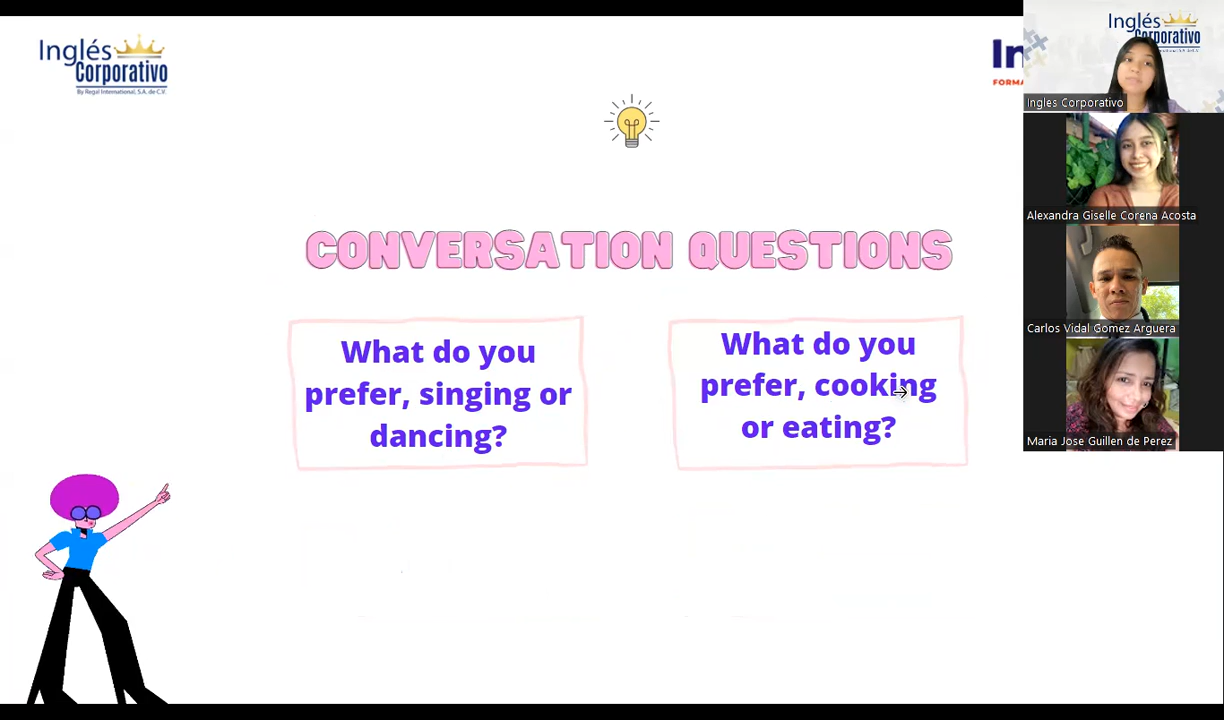 Inglés
Corporativo
By Regal International, S.A. de C.V.
In
FORMA
CONVERSATION QUESTIONS
What do you
prefer, singing or
dancing?
What do you
prefer, cooking
or eating?
Inglés
Corporativo
Ingles Corporativo
Alexandra Giselle Corena Acosta
Carlos Vidal Gomez Arguera
Maria Jose Guillen de Perez